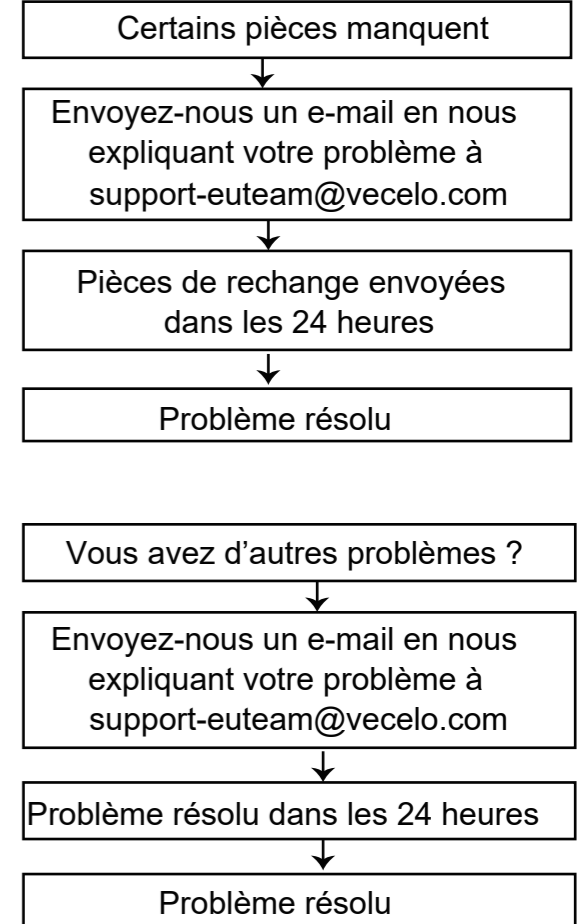 Certains pièces manquent
Envoyez-nous un e-mail en nous
expliquant votre problème à
support-euteam@vecelo.com
Pièces de rechange envoyées
dans les 24 heures
Problème résolu
Vous avez d’autres problèmes ?
Envoyez-nous un e-mail en nous
expliquant votre problème à
support-euteam@vecelo.com
Problème résolu dans les 24 heures
Problème résolu